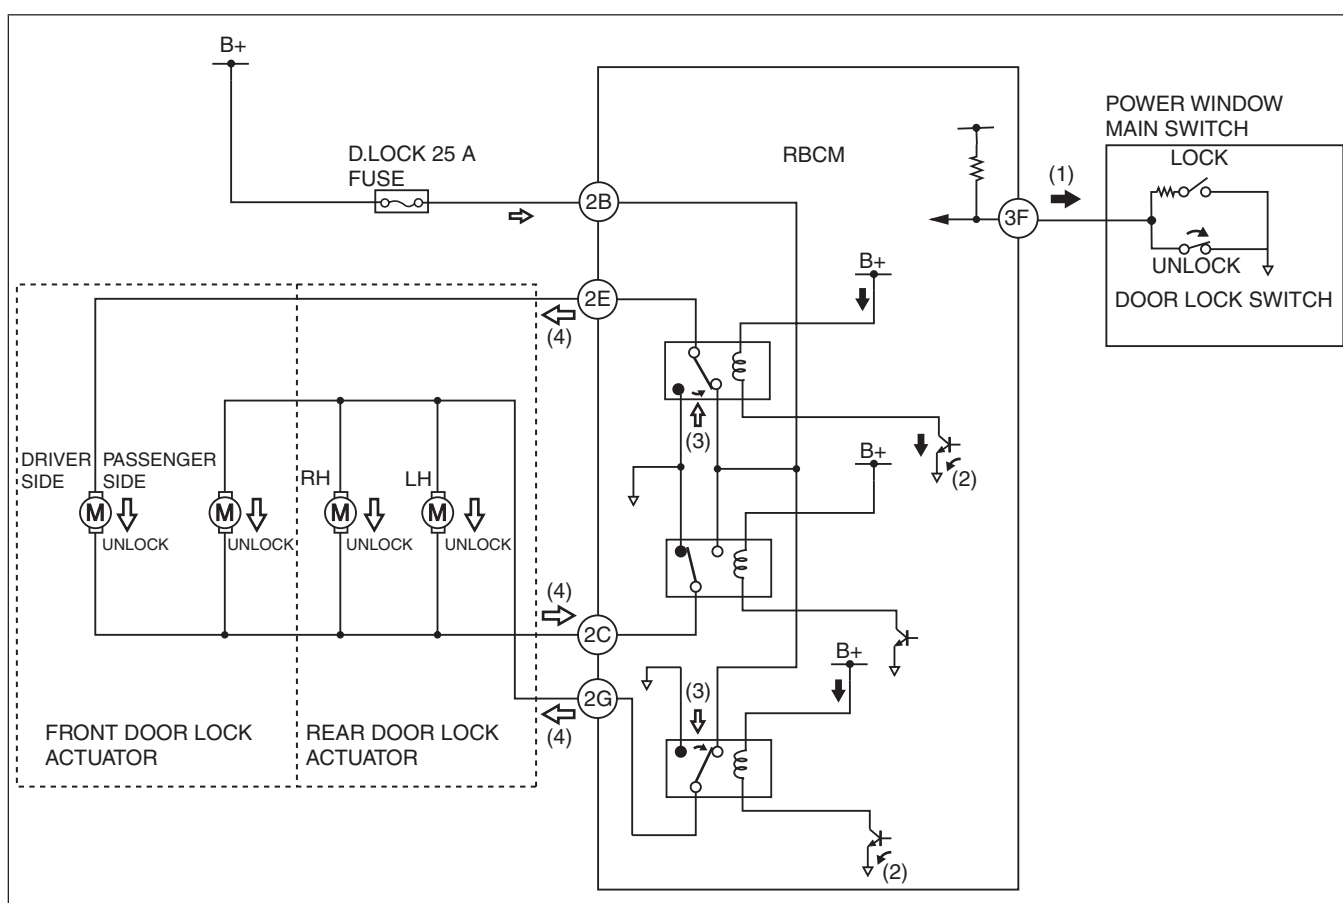 B+
D.LOCK 25 A
FUSE
RBCM
POWER WINDOW
MAIN SWITCH
LOCK
(1)
2B
3F
UNLOCK
DOOR LOCK SWITCH
B+
2E
(4)
(3)
B+
(2)
DRIVER
SIDE
PASSENGER
SIDE
RH
LH
M
M
M
M
UNLOCK
UNLOCK
UNLOCK
UNLOCK
(4)
2C
B+
2G
(3)
(4)
FRONT DOOR LOCK
ACTUATOR
REAR DOOR LOCK
ACTUATOR
(2)